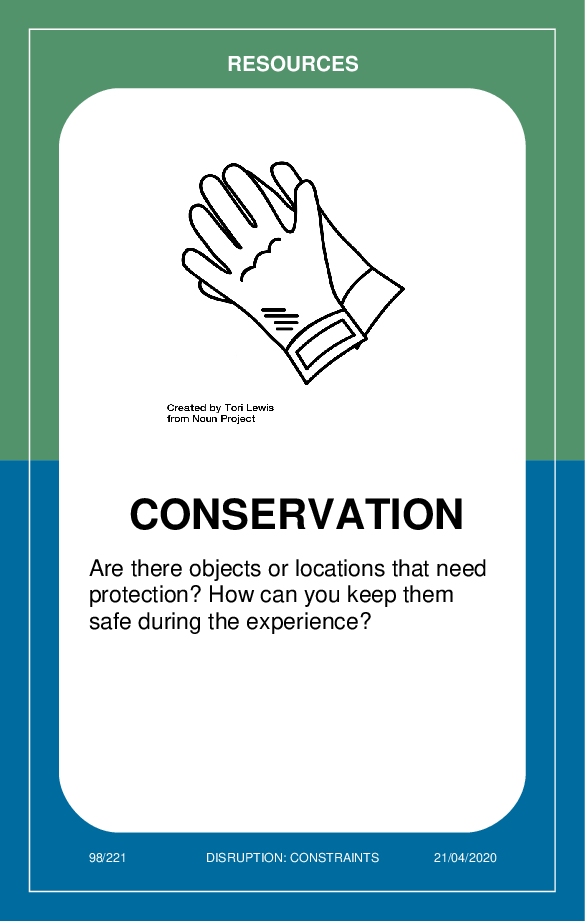 RESOURCES
Created by Tori Lewis
from Noun Project
CONSERVATION
Are there objects or locations that need
protection? How can you keep them
safe during the experience?
98/221 DISRUPTION: CONSTRAINTS 21/04/2020